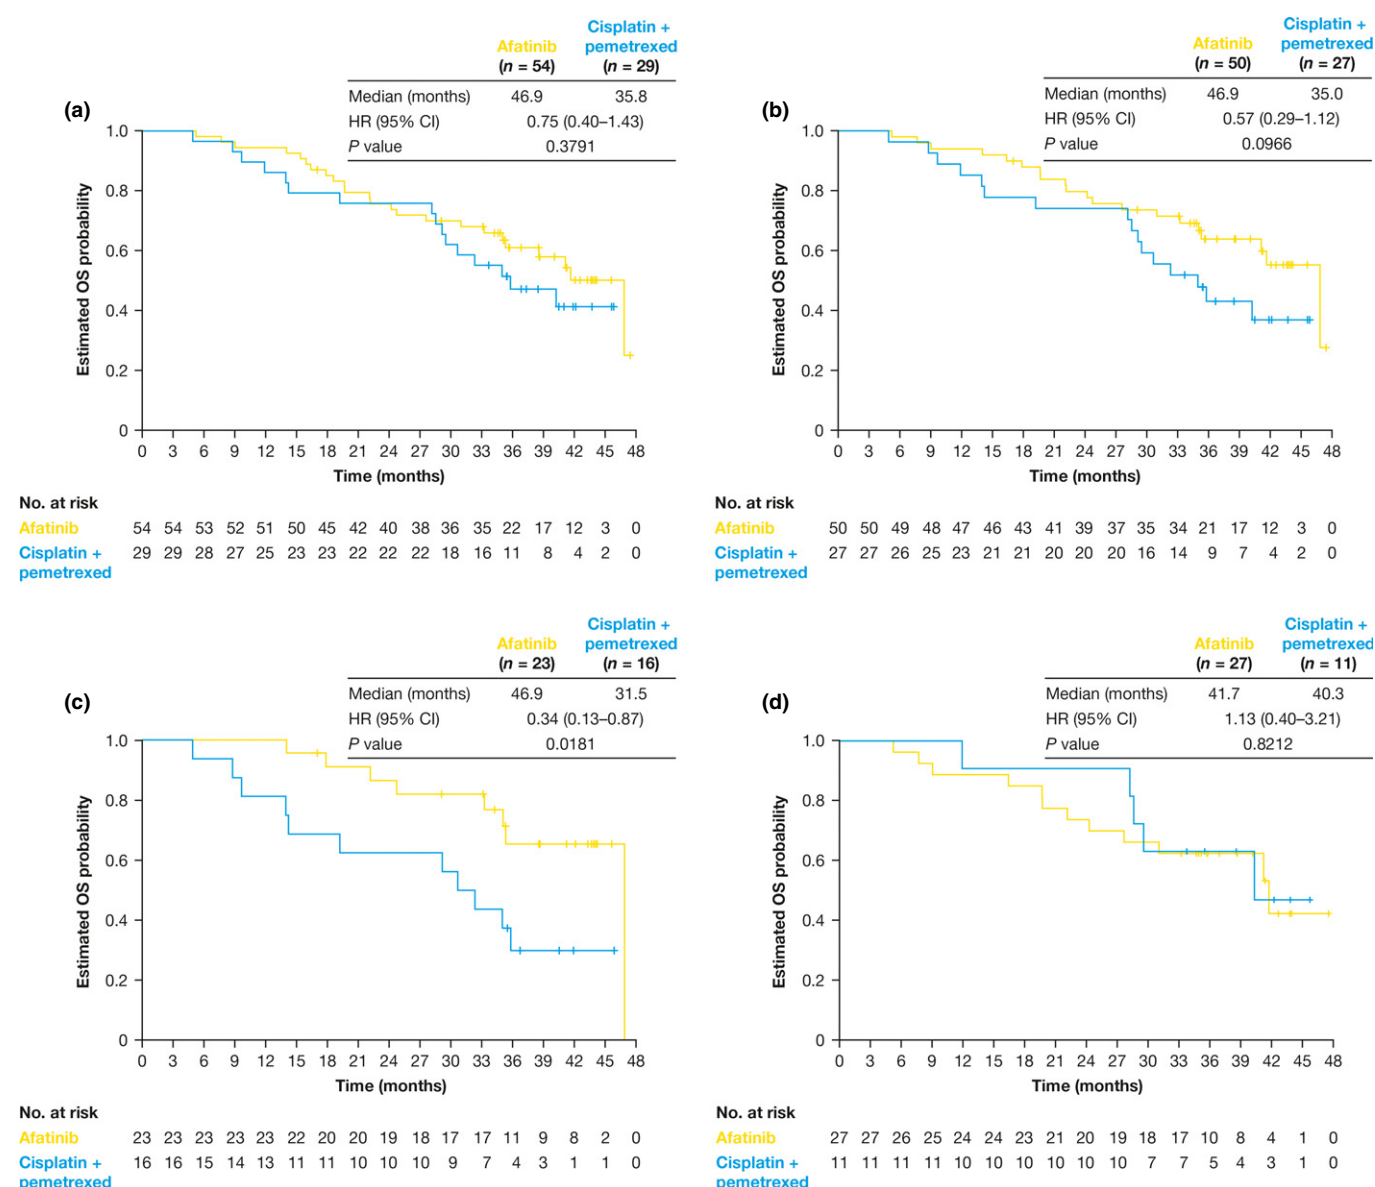 (a)
Afatinib
(n = 54)
Cisplatin +
pemetrexed
(n = 29)
Median (months) 46.9 35.8
HR (95% CI) 0.75 (0.40–1.43)
P value 0.3791
Estimated OS probability
1.0
0.8
0.6
0.4
0.2
0
0 3 6 9 12 15 18 21 24 27 30 33 36 39 42 45 48
Time (months)
No. at risk
Afatinib 54 54 53 52 51 50 45 42 40 38 36 35 22 17 12 3 0
Cisplatin + 29 29 28 27 25 23 23 22 22 22 18 16 11 8 4 2 0
pemetrexed
(b)
Afatinib
(n = 50)
Cisplatin +
pemetrexed
(n = 27)
Median (months) 46.9 35.0
HR (95% CI) 0.57 (0.29–1.12)
P value 0.0966
Estimated OS probability
1.0
0.8
0.6
0.4
0.2
0
0 3 6 9 12 15 18 21 24 27 30 33 36 39 42 45 48
Time (months)
No. at risk
Afatinib 50 50 49 48 47 46 43 41 39 37 35 34 21 17 12 3 0
Cisplatin + 27 27 26 25 23 21 21 20 20 20 16 14 9 7 4 2 0
pemetrexed
(c)
Afatinib
(n = 23)
Cisplatin +
pemetrexed
(n = 16)
Median (months) 46.9 31.5
HR (95% CI) 0.34 (0.13–0.87)
P value 0.0181
Estimated OS probability
1.0
0.8
0.6
0.4
0.2
0
0 3 6 9 12 15 18 21 24 27 30 33 36 39 42 45 48
Time (months)
No. at risk
Afatinib 23 23 23 23 23 22 20 20 19 18 17 17 11 9 8 2 0
Cisplatin + 16 16 15 14 13 11 11 10 10 10 9 7 4 3 1 1 0
pemetrexed
(d)
Afatinib
(n = 27)
Cisplatin +
pemetrexed
(n = 11)
Median (months) 41.7 40.3
HR (95% CI) 1.13 (0.40–3.21)
P value 0.8212
Estimated OS probability
1.0
0.8
0.6
0.4
0.2
0
0 3 6 9 12 15 18 21 24 27 30 33 36 39 42 45 48
Time (months)
No. at risk
Afatinib 27 27 26 25 24 24 23 21 20 19 18 17 10 8 4 1 0
Cisplatin + 11 11 11 11 10 10 10 10 10 10 7 7 5 4 3 1 0
pemetrexed